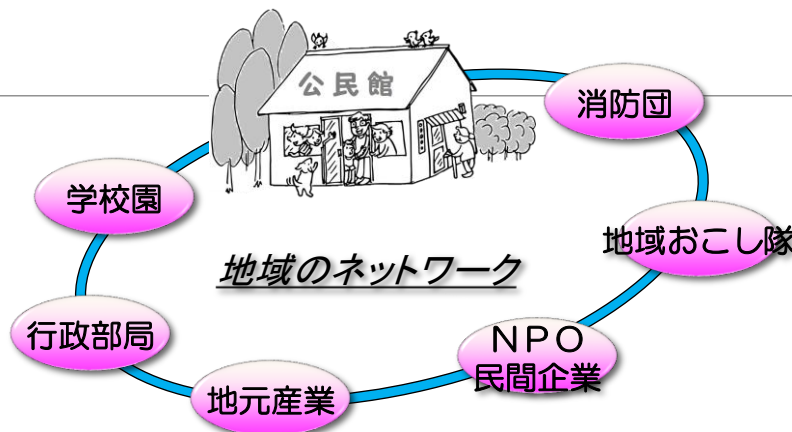 公民館
消防団
学校園
地域おこし隊
地域のネットワーク
行政部局
NPO
民間企業
地元産業